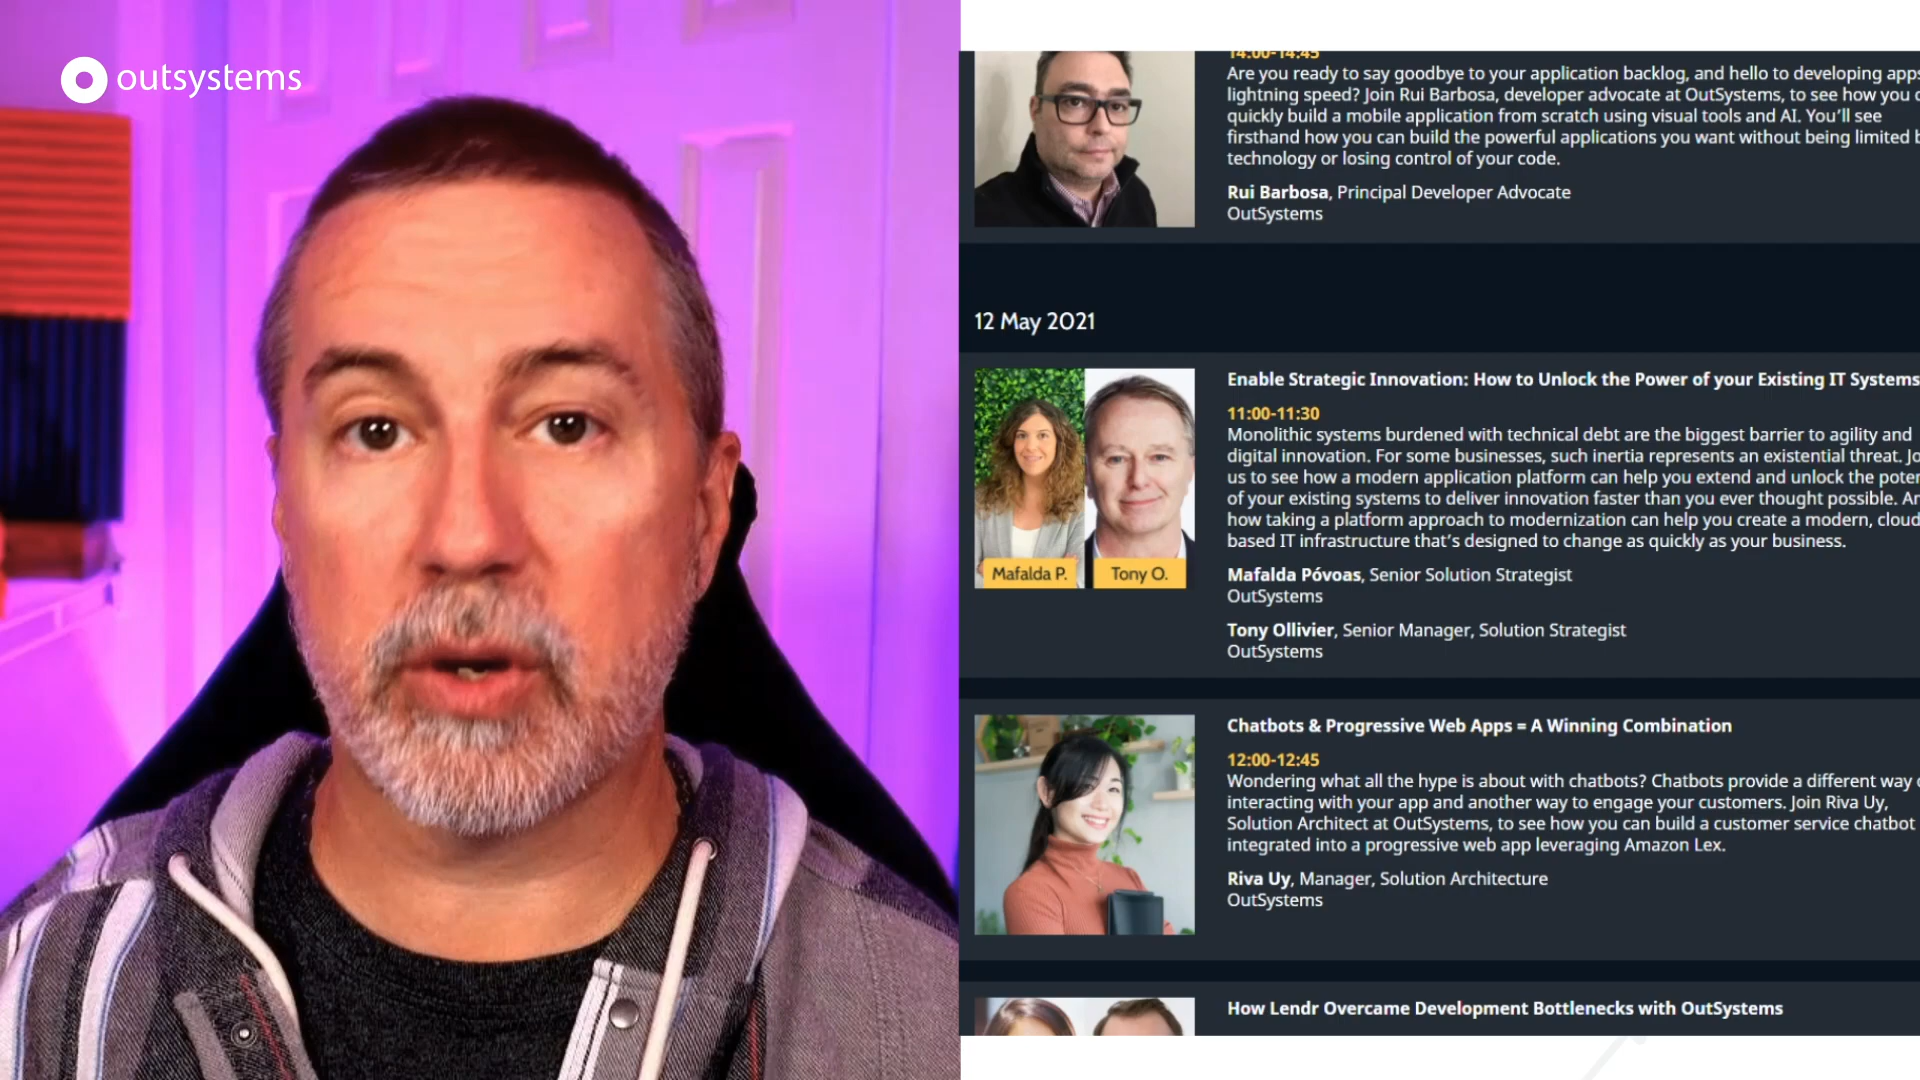 outsystems
14:00-14:45
Are you ready to say goodbye to your application backlog, and hello to developing apps
lightning speed? Join Rui Barbosa, developer advocate at OutSystems, to see how you
quickly build a mobile application from scratch using visual tools and AI. You'll see
firsthand how you can build the powerful applications you want without being limited
technology or losing control of your code.
Rui Barbosa, Principal Developer Advocate
OutSystems
12 May 2021
Enable Strategic Innovation: How to Unlock the Power of your Existing IT Systems
11:00-11:30
Monolithic systems burdened with technical debt are the biggest barrier to agility and
digital innovation. For some businesses, such inertia represents an existential threat. Jo
us to see how a modern application platform can help you extend and unlock the poten
of your existing systems to deliver innovation faster than you ever thought possible. An
how taking a platform approach to modernization can help you create a modern, cloud
based IT infrastructure that's designed to change as quickly as your business.
Mafalda P.
Tony O.
Mafalda Póvoas, Senior Solution Strategist
OutSystems
Tony Ollivier, Senior Manager, Solution Strategist
OutSystems
Chatbots & Progressive Web Apps = A Winning Combination
12:00-12:45
Wondering what all the hype is about with chatbots? Chatbots provide a different way
interacting with your app and another way to engage your customers. Join Riva Uy,
Solution Architect at OutSystems, to see how you can build a customer service chatbot
integrated into a progressive web app leveraging Amazon Lex.
Riva Uy, Manager, Solution Architecture
OutSystems
How Lendr Overcame Development Bottlenecks with OutSystems